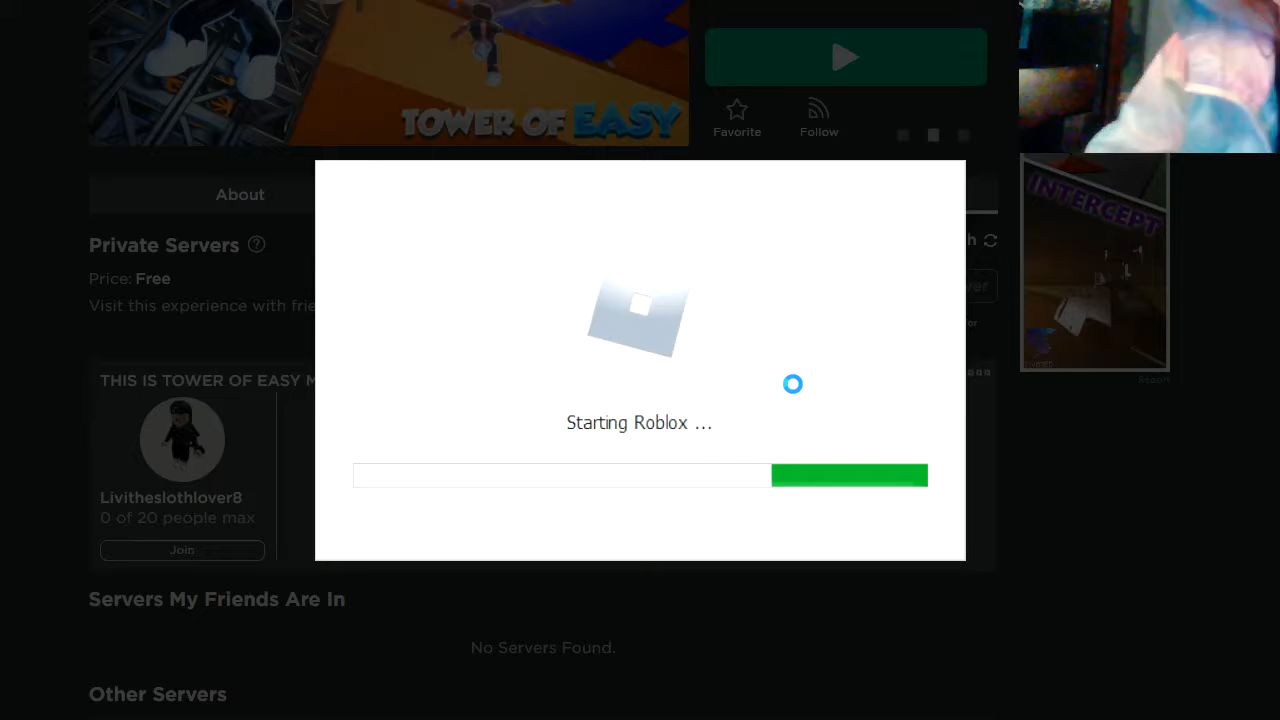 TOWER OF EASY
Favorite
Follow
INTERCEPT
About
Private Servers
Price: Free
Visit this experience with frie
h
ver
or
Starting Roblox ...
THIS IS TOWER OF EASY M
Livitheslothlover8
0 of 20 people max
Join
Servers My Friends Are In
No Servers Found.
Other Servers